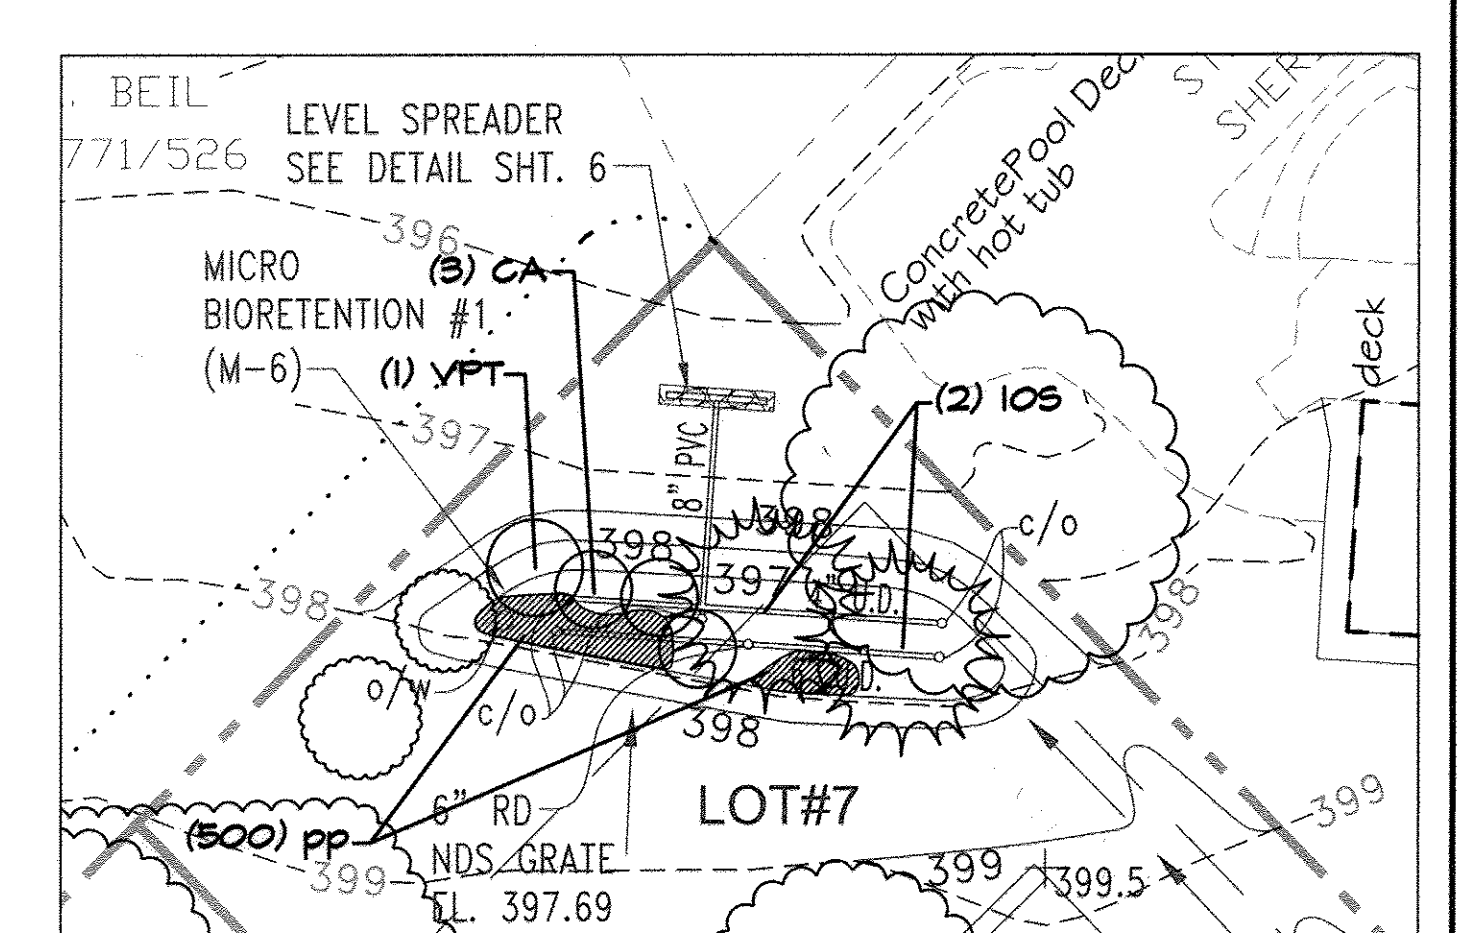 . BEIL
771/526
LEVEL SPREADER
SEE DETAIL SHT. 6
ConcretePool Deck
with hot tub
SHER
396
MICRO
BIORETENTION #1
(M-6)
(3) CA
(1) VPT
397
8" PVC
(2) IOS
deck
c/o
398
398
397
398
398
398
o/w
c/o
398
LOT#7
6" RD
NDS GRATE
EL. 397.69
(500) pp
399
399
399.5
399